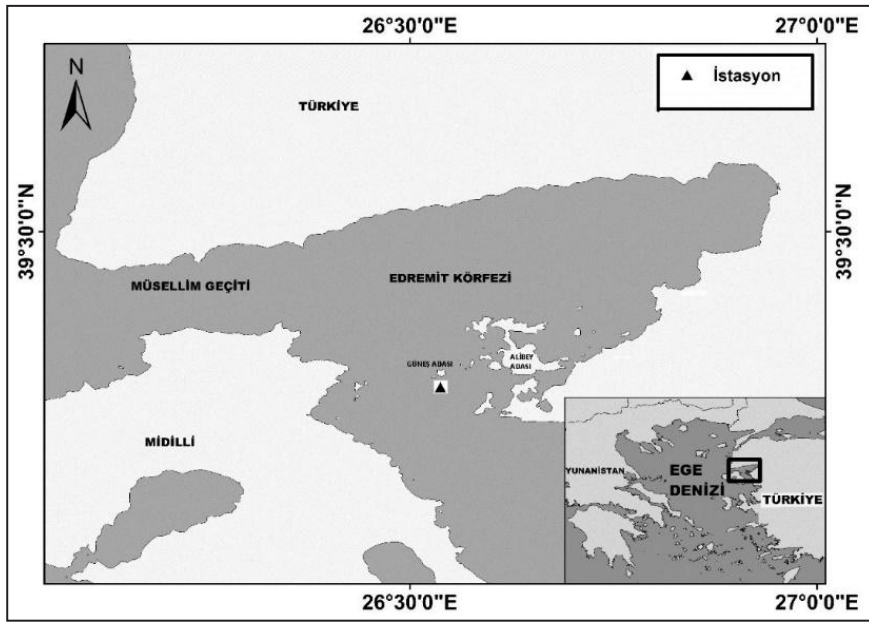 26°30'0"E
27°0'0"E
N
İstasyon
TÜRKİYE
39°30'0"N
39°30'0"N
MÜSELLİM GEÇİTİ
EDREMİT KÖRFEZİ
GÜNEŞ ADASI
ALİBEY
ADASI
MİDİLLİ
YUNANİSTAN
EGE
DENİZİ
TÜRKİYE
26°30'0"E
27°0'0"E